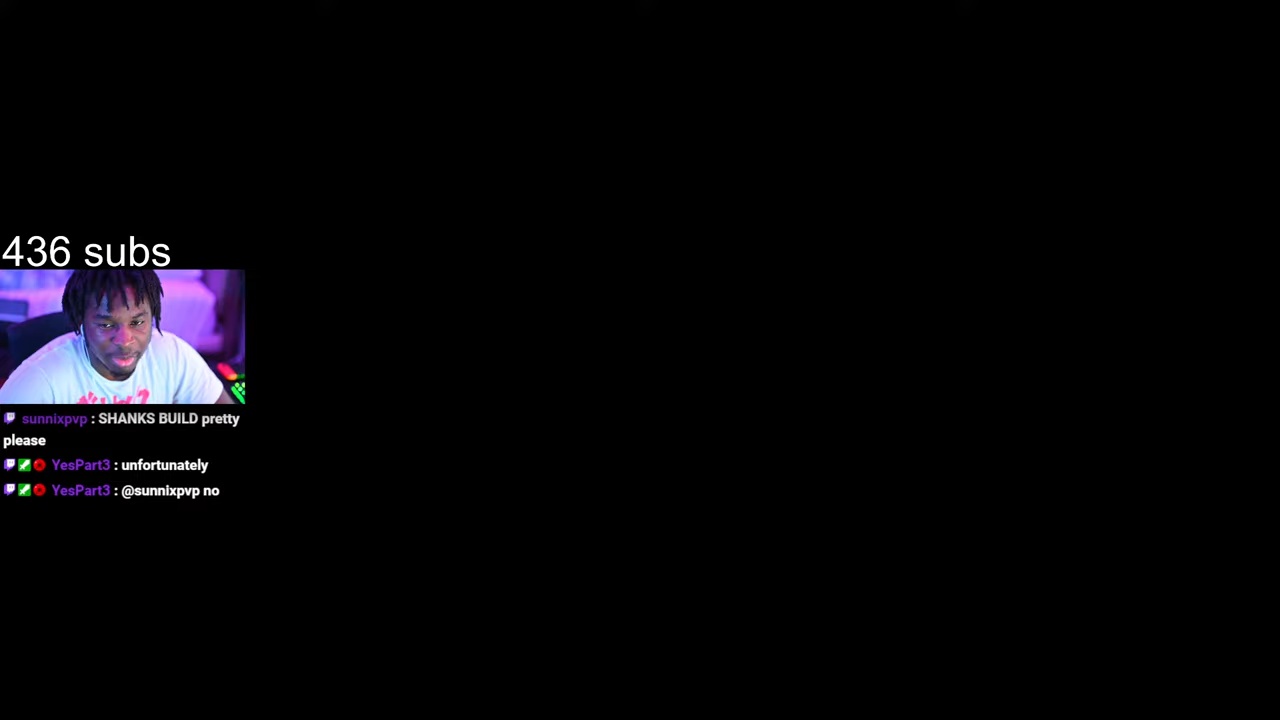 436 subs
sunnixpvp : SHANKS BUILD pretty
please
YesPart3 : unfortunately
YesPart3 : @sunnixpvp no